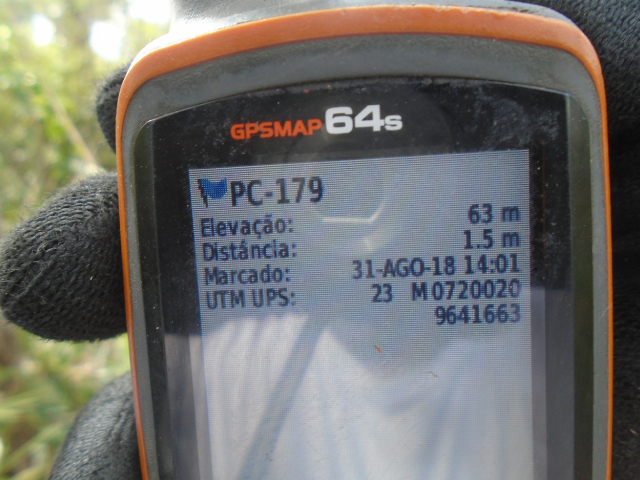 GPSMAP 64s
PC-179
Elevação: 63 m
Distância: 1.5 m
Marcado: 31-AGO-18 14:01
UTM UPS: 23 M 0720020
9641663